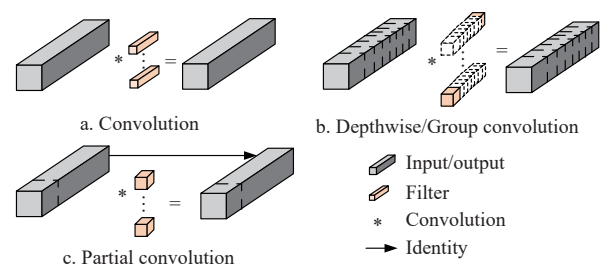 * =
* =
a. Convolution
b. Depthwise/Group convolution
* =
c. Partial convolution
Input/output
Filter
* Convolution
Identity